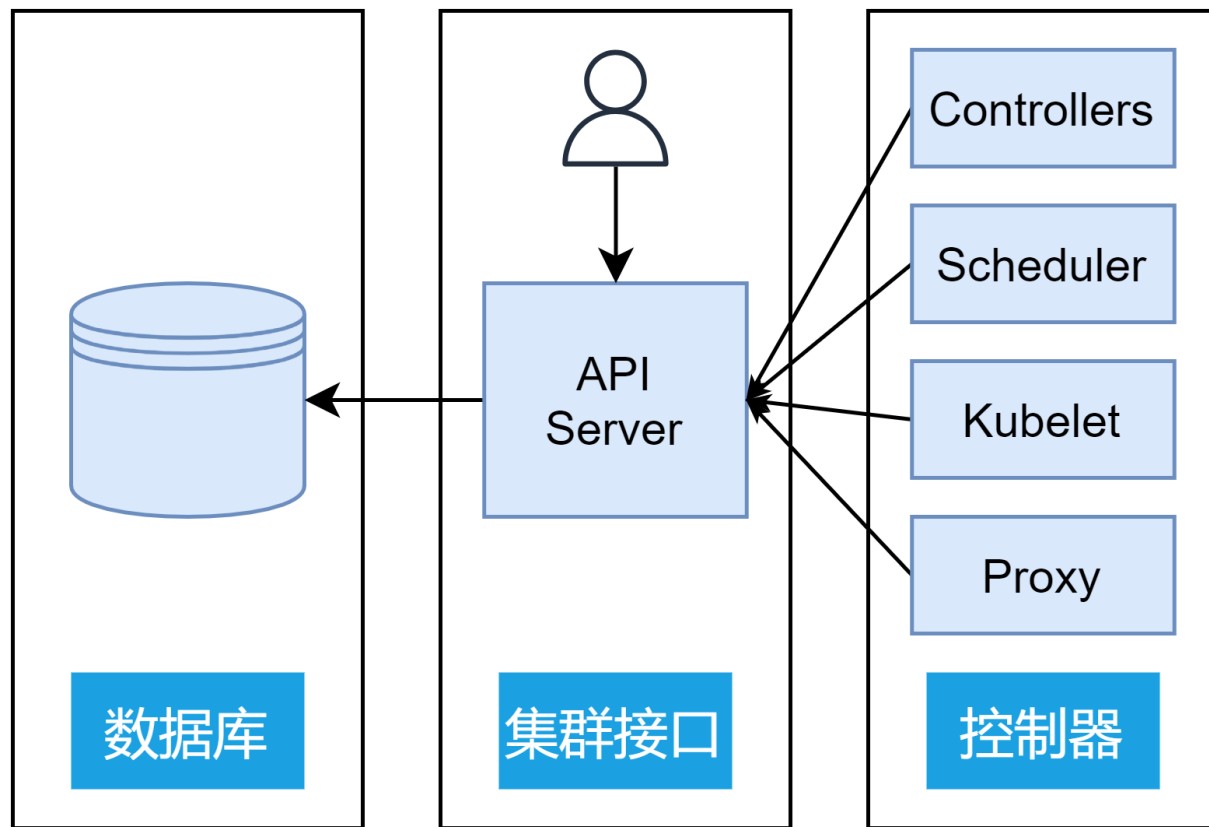 Controllers
Scheduler
API
Server
Kubelet
Proxy
数据库
集群接口
控制器